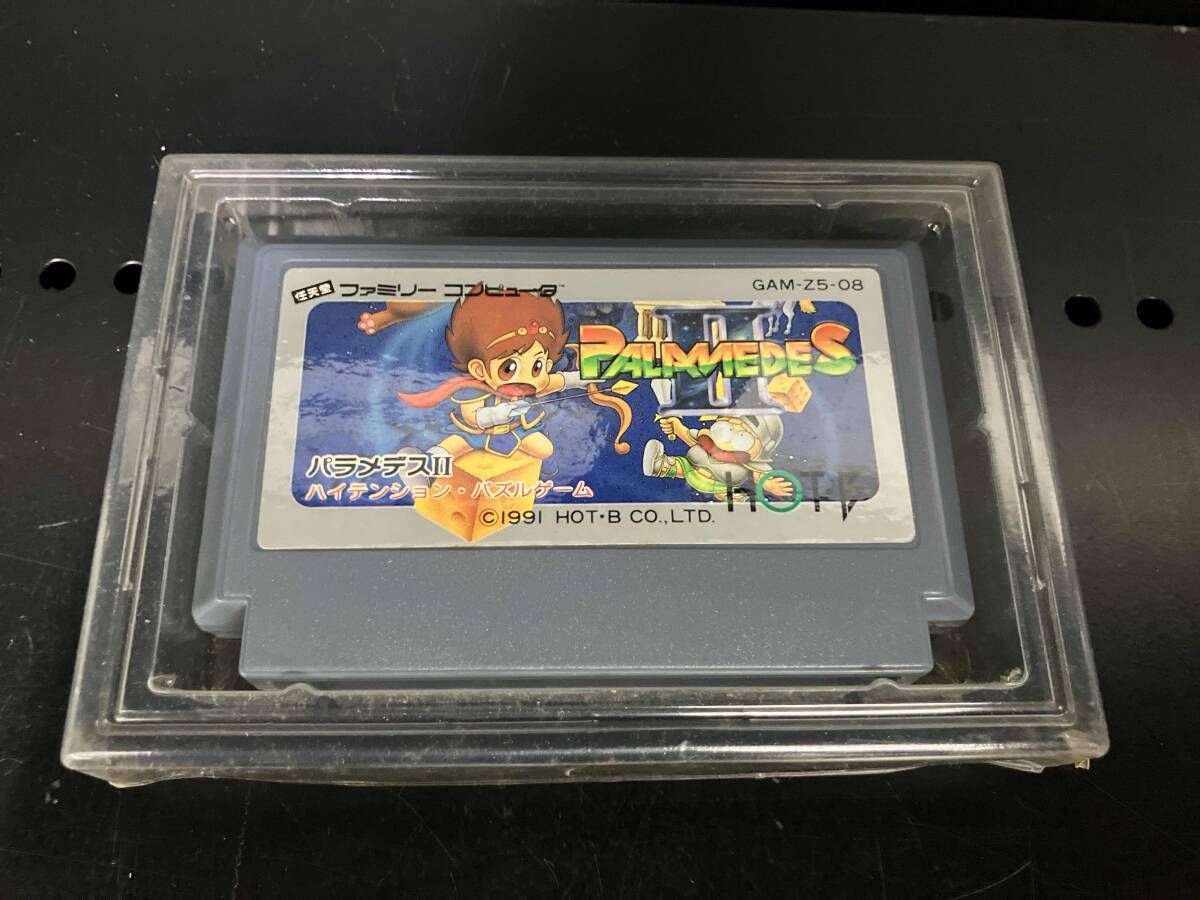 任天堂 ファミリー コンピュータ™
GAM-Z5-08
PALAMEDES
II
パラメデスII
ハイテンション・パズルゲーム
HOT・B
©1991 HOT・B CO.,LTD.